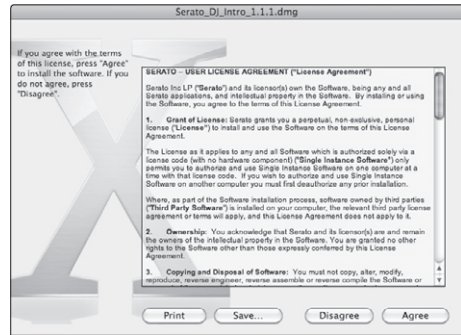 Serato_DJ_Intro_1.1.1.dmg
If you agree with the terms
of this license, press "Agree"
to install the software. If you
do not agree, press
"Disagree".
SERATO – USER LICENSE AGREEMENT ("License Agreement")
Serato Inc LP ("Serato") and its licensor(s) own the Software, being any and all
Serato applications, and intellectual property in the Software. By installing or using
the Software, you agree to the terms of this License Agreement.
1. Grant of License: Serato grants you a perpetual, non-exclusive, personal
license ("License") to install and use the Software on the terms of this License
Agreement.
The License as it applies to any and all Software which is authorized solely via a
license code (with no hardware component) ("Single Instance Software") only
permits you to authorize and use Single Instance Software on one computer at a
time with that license code. If you wish to authorize and use Single Instance
Software on another computer you must first deauthorize any prior installation.
Where, as part of the Software installation process, software owned by third parties
("Third Party Software") is installed on your computer, the relevant third party license
agreement or terms will apply, and this License Agreement does not apply to it.
2. Ownership: You acknowledge that Serato and its licensor(s) are and remain
the owners of the intellectual property in the Software. You are granted no other
rights to the Software other than those expressly conferred by this License
Agreement.
3. Copying and Disposal of Software: You must not copy, alter, modify,
reproduce, reverse engineer, reverse assemble or reverse compile the Software or
Print Save... Disagree Agree